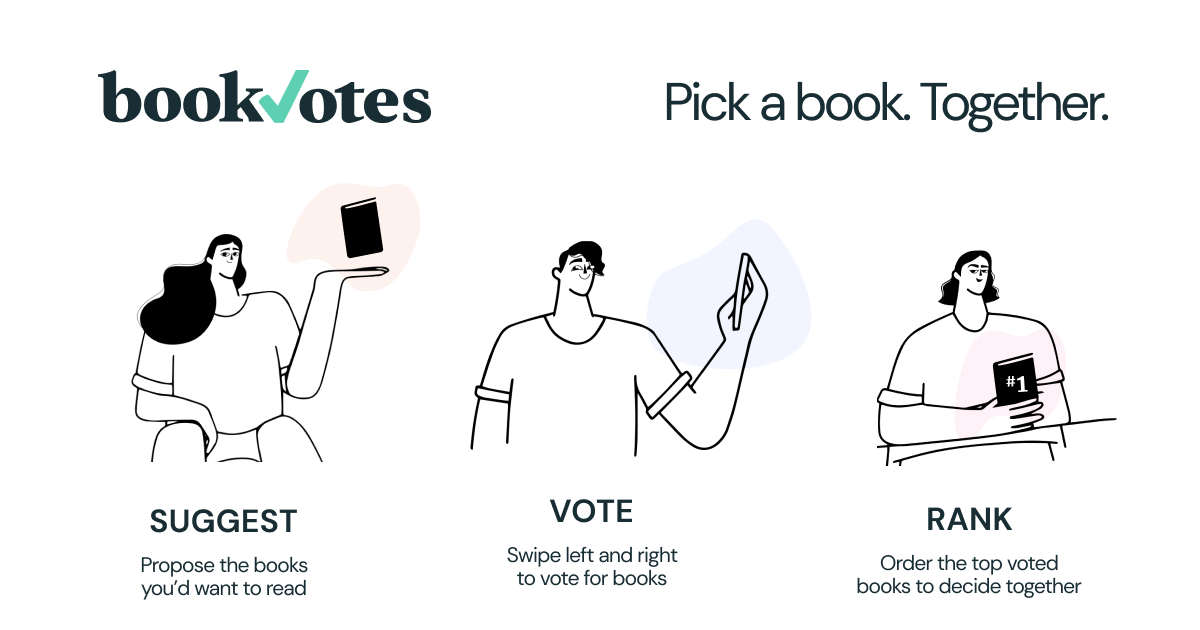 bookvotes
Pick a book. Together.
#1
SUGGEST
Propose the books
you’d want to read
VOTE
Swipe left and right
to vote for books
RANK
Order the top voted
books to decide together